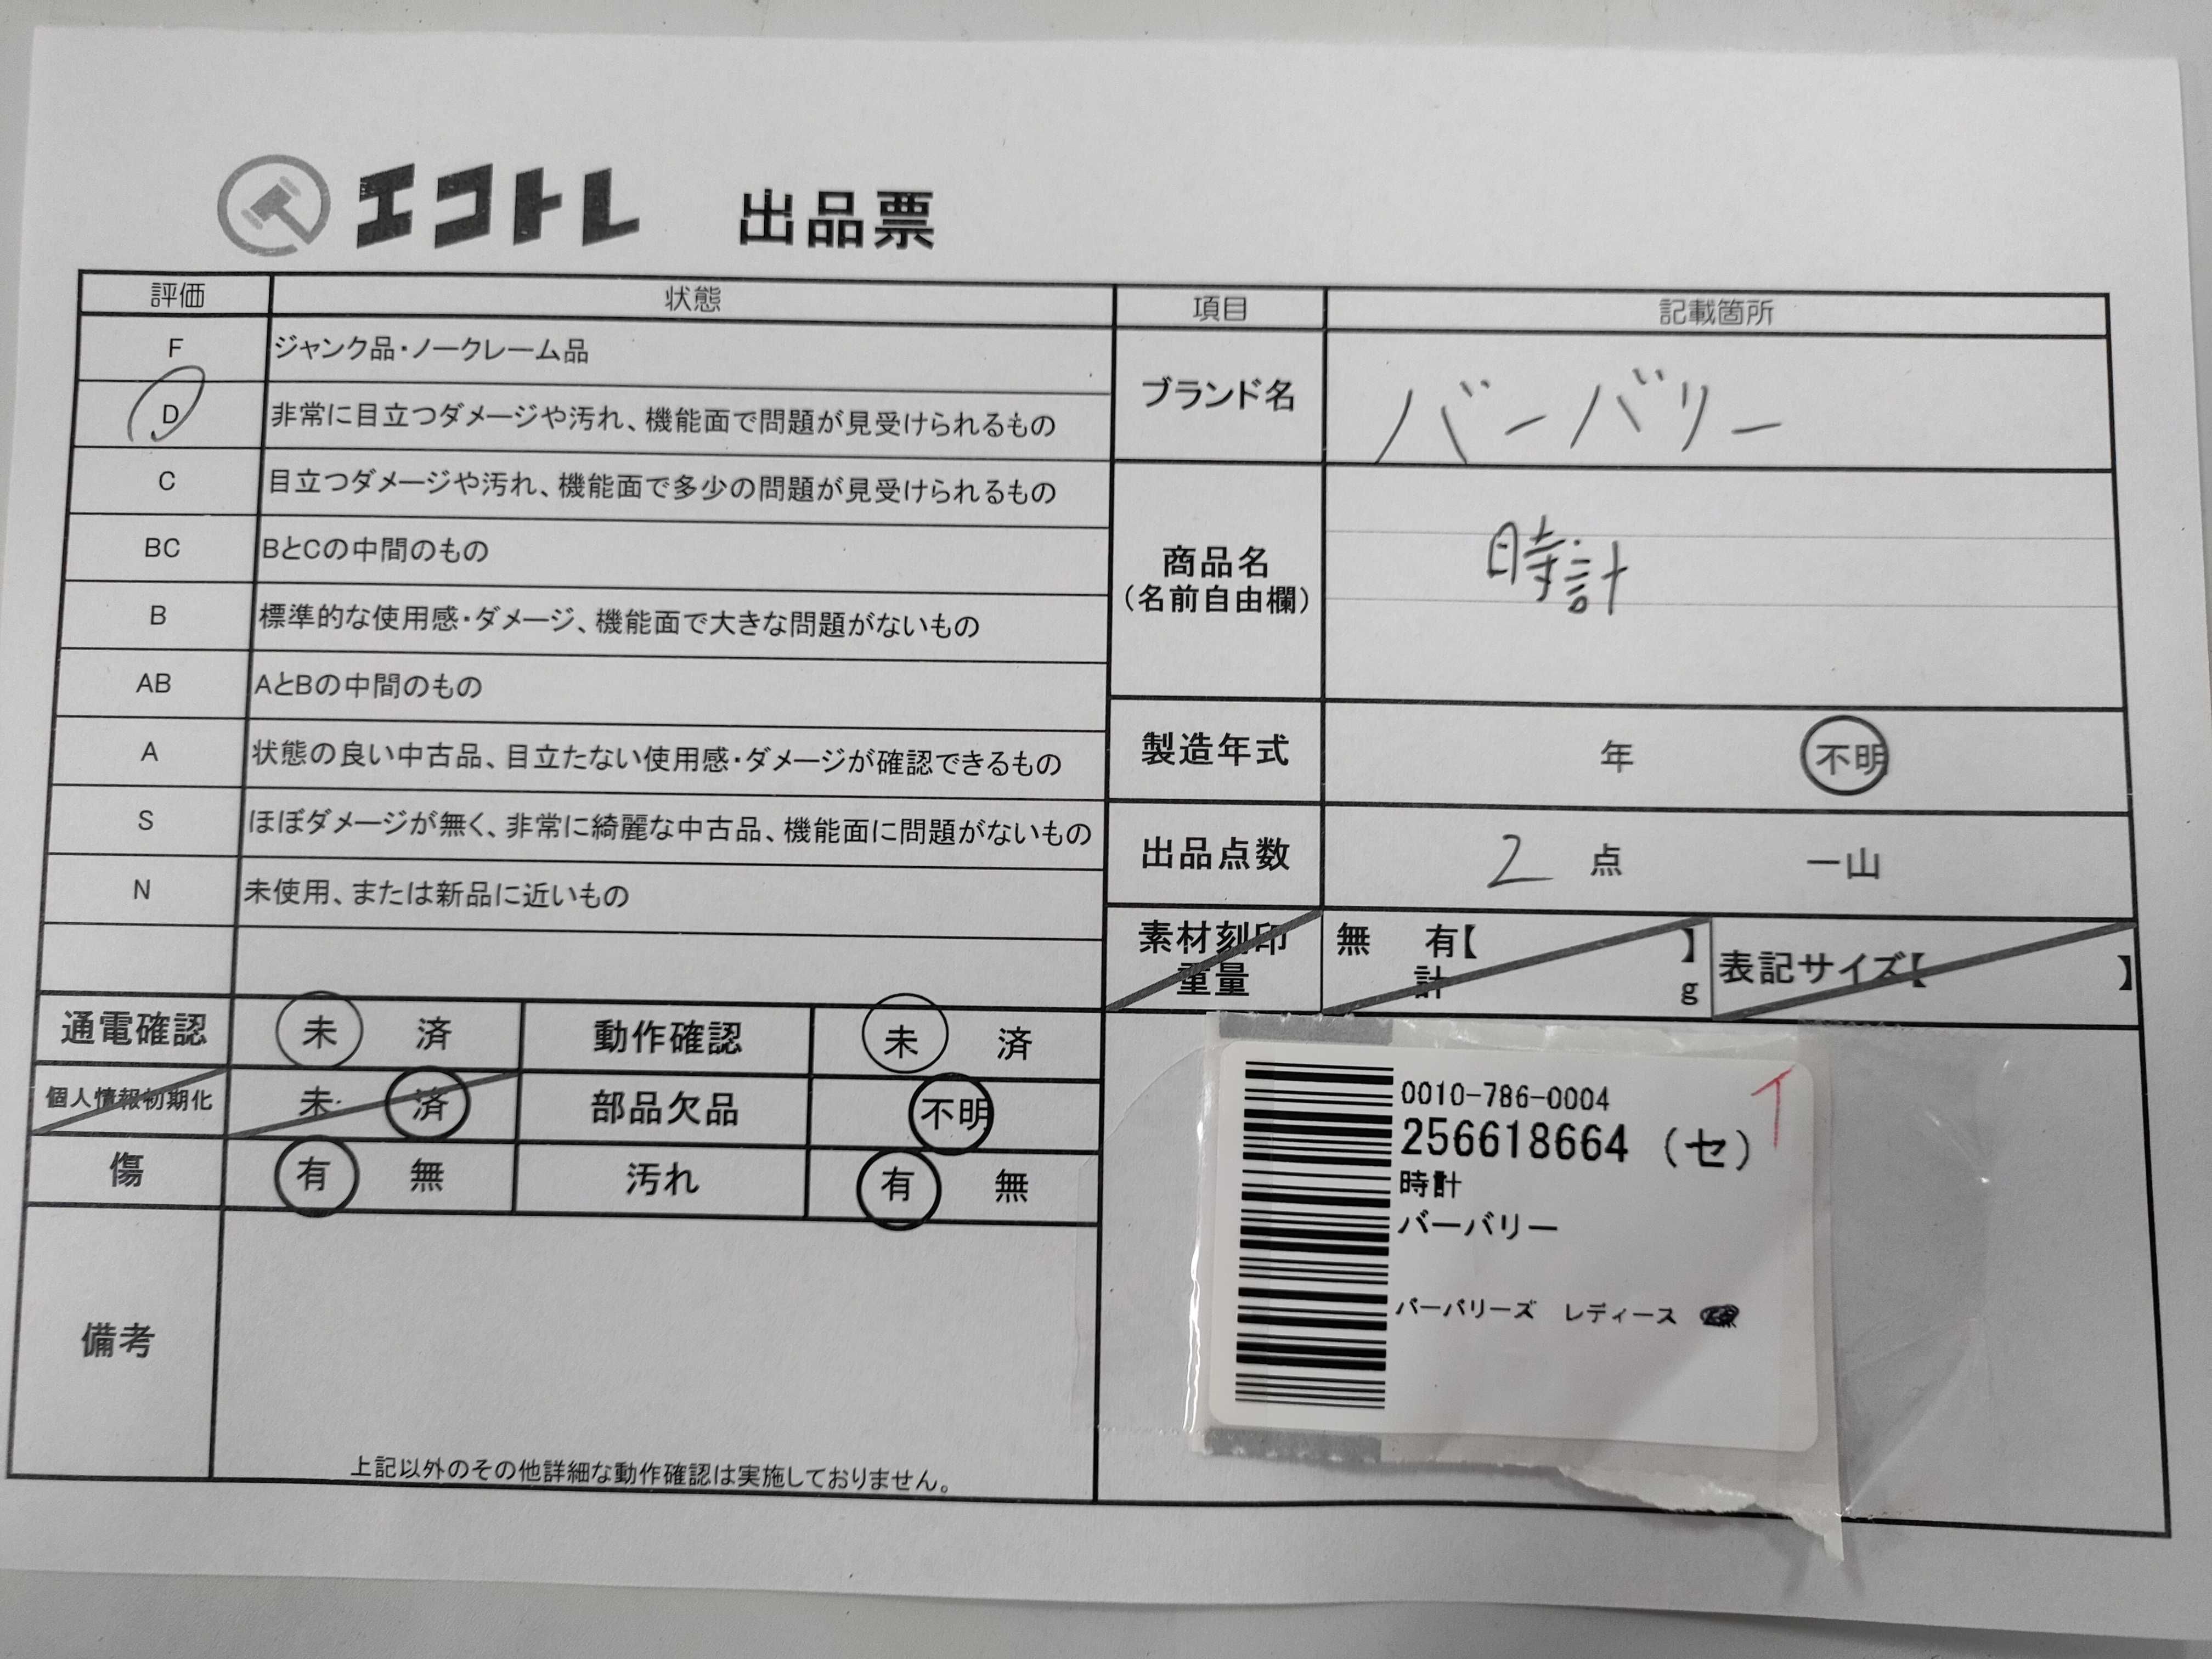 エコトレ 出品票
評価 状態
F ジャンク品・ノークレーム品
D 非常に目立つダメージや汚れ、機能面で問題が見受けられるもの
C 目立つダメージや汚れ、機能面で多少の問題が見受けられるもの
BC BとCの中間のもの
B 標準的な使用感・ダメージ、機能面で大きな問題がないもの
AB AとBの中間のもの
A 状態の良い中古品、目立たない使用感・ダメージが確認できるもの
S ほぼダメージが無く、非常に綺麗な中古品、機能面に問題がないもの
N 未使用、または新品に近いもの
項目 記載箇所
ブランド名 バーバリー
商品名
（名前自由欄） 時計
製造年式 年 不明
出品点数 2 点 一山
素材刻印 無 有【 】 表記サイズ【 】
重量 計 g
通電確認 未 済 動作確認 未 済
個人情報初期化 未 済 部品欠品 不明
傷 有 無 汚れ 有 無
備考
上記以外のその他詳細な動作確認は実施しておりません。
0010-786-0004
256618664 (セ)
時計
バーバリー
バーバリーズ レディース